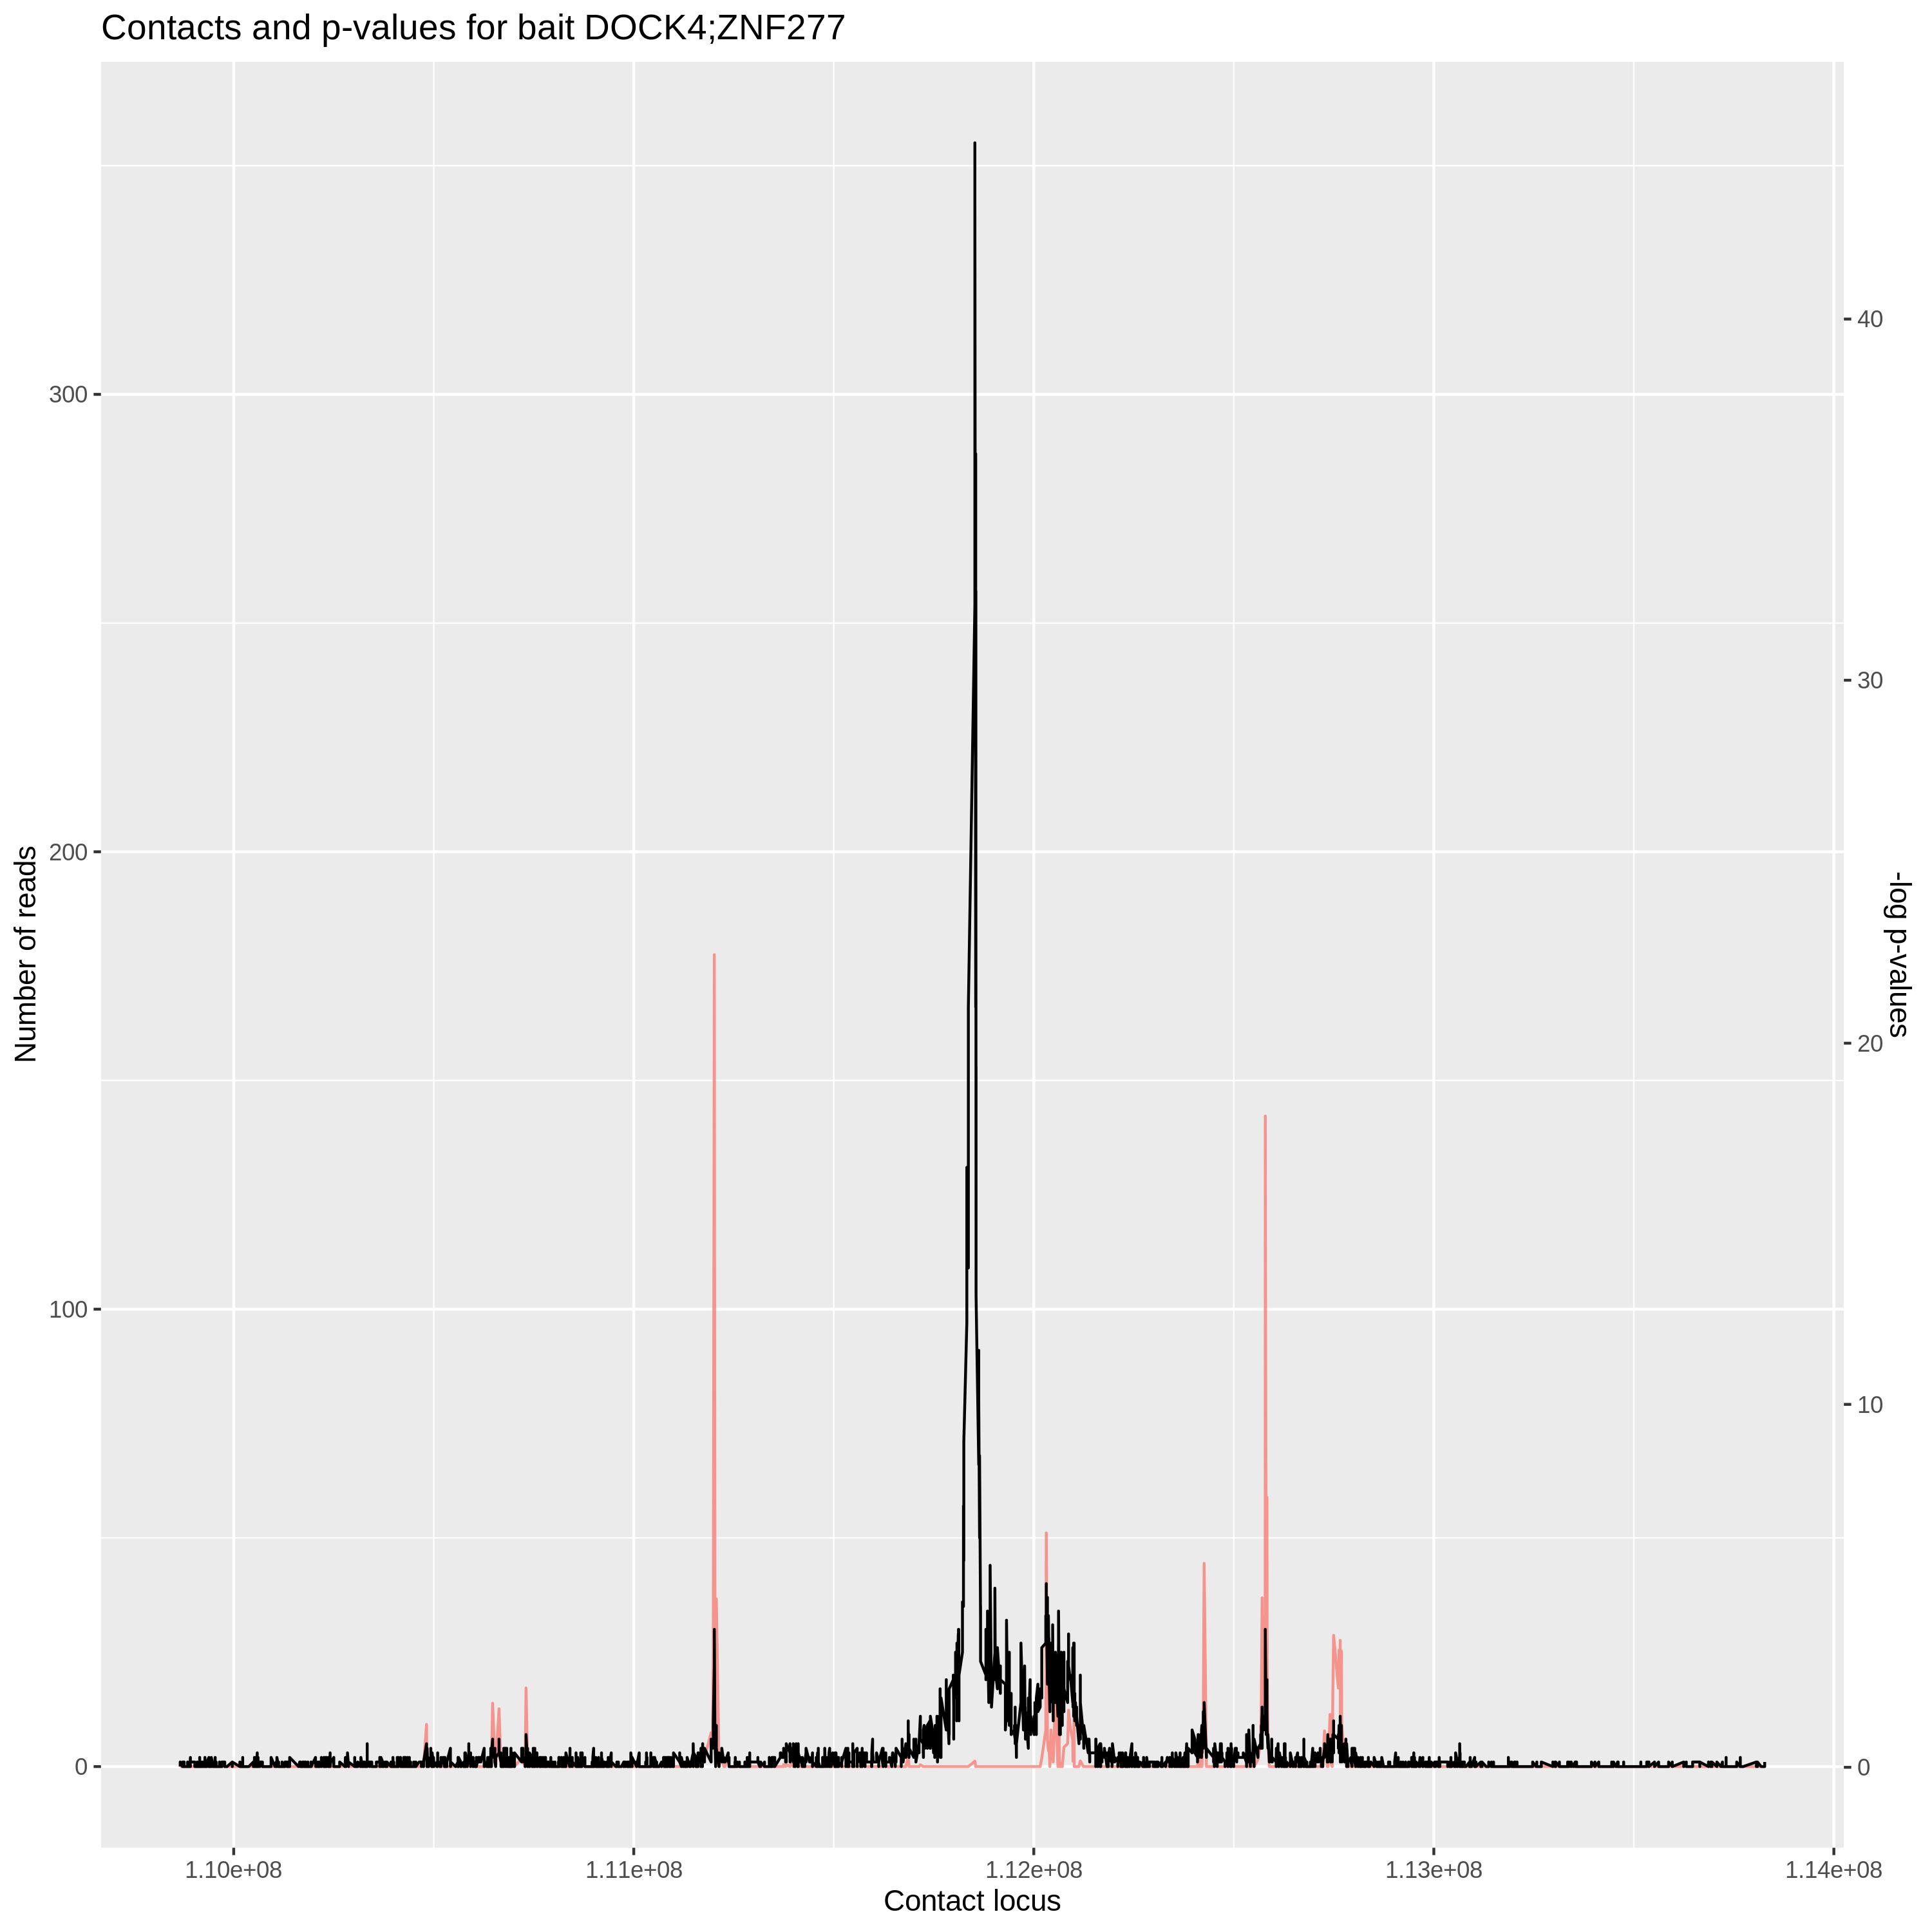 Contacts and p-values for bait DOCK4;ZNF277
Number of reads
300
200
100
0
-log p-values
40
30
20
10
0
1.10e+08 1.11e+08 1.12e+08 1.13e+08 1.14e+08
Contact locus